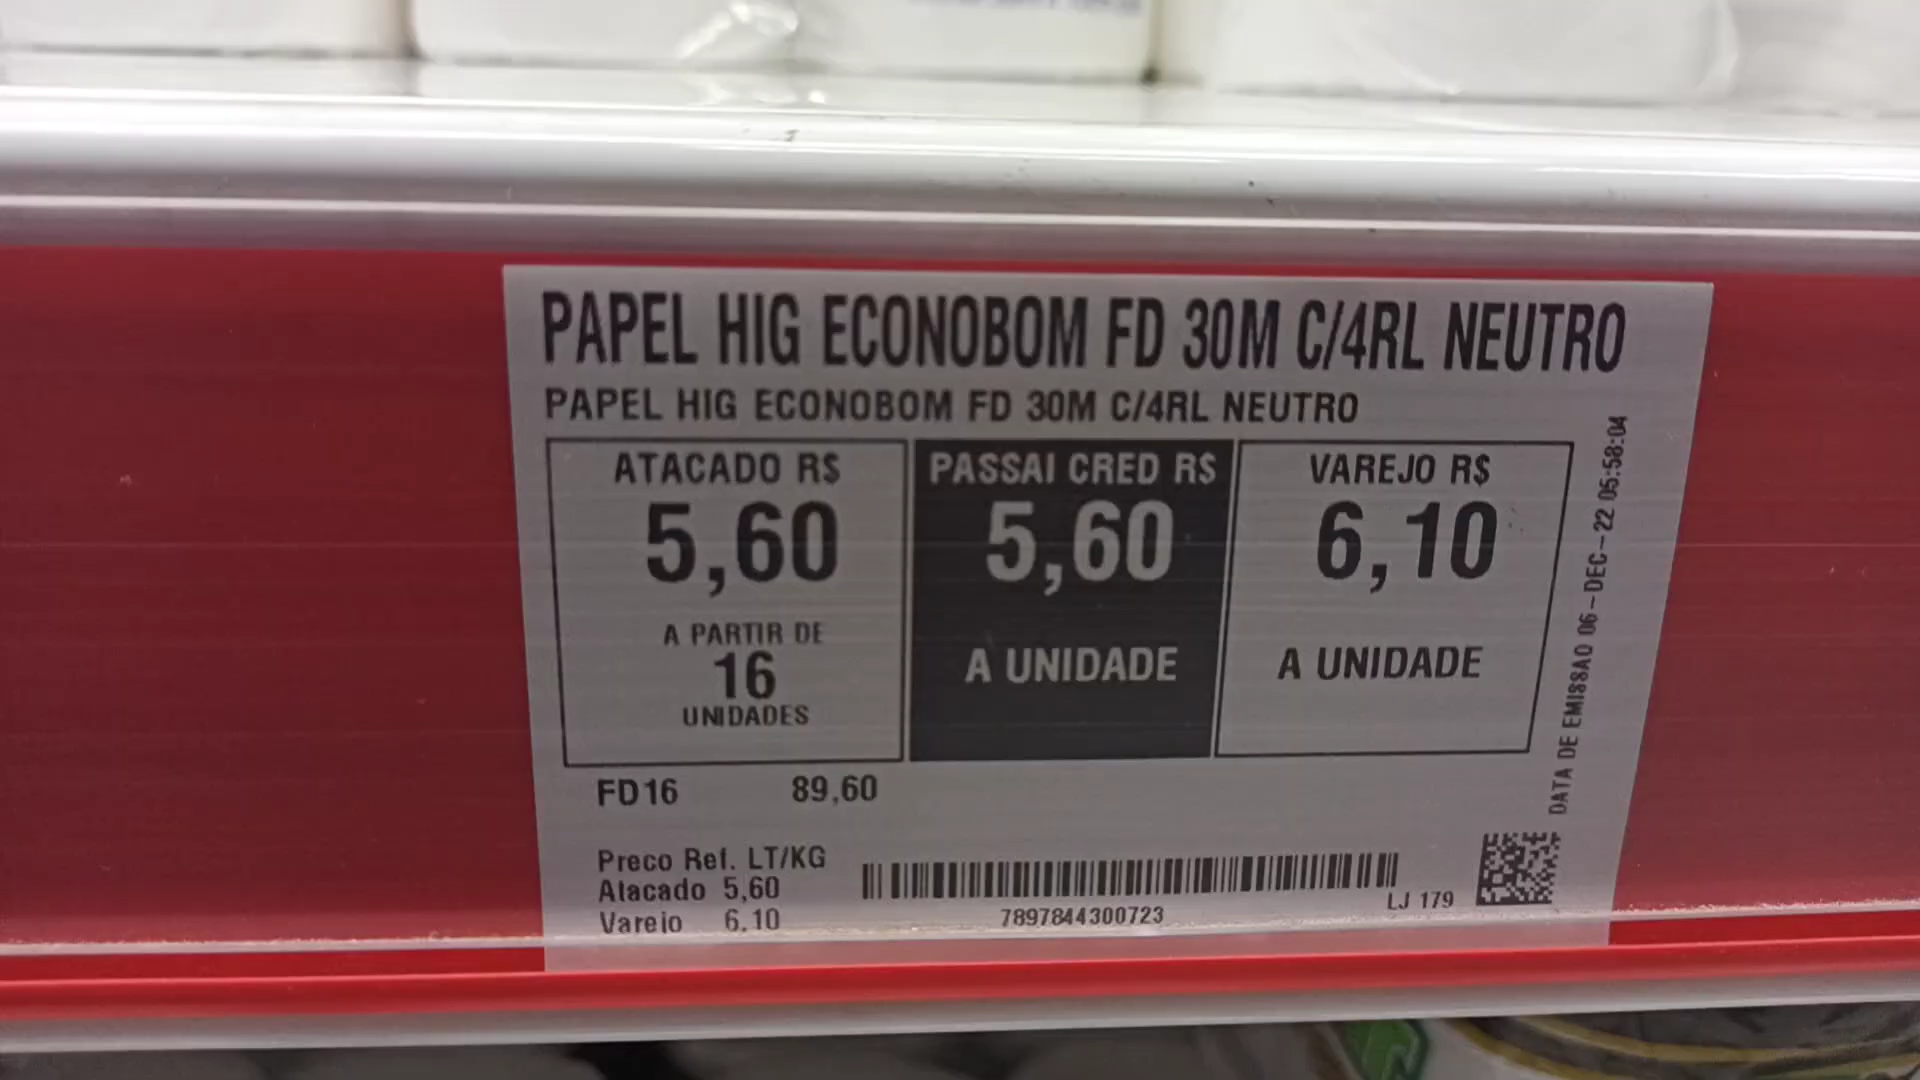 PAPEL HIG ECONOBOM FD 30M C/4RL NEUTRO
PAPEL HIG ECONOBOM FD 30M C/4RL NEUTRO
ATACADO R$
5,60
A PARTIR DE
16
UNIDADES
PASSAI CRED R$
5,60
A UNIDADE
VAREJO R$
6,10
A UNIDADE
DATA DE EMISSAO 06-DEC-22 05:58:04
FD16 89,60
Preco Ref. LT/KG
Atacado 5,60
Varejo 6,10
7897844300723
LJ 179